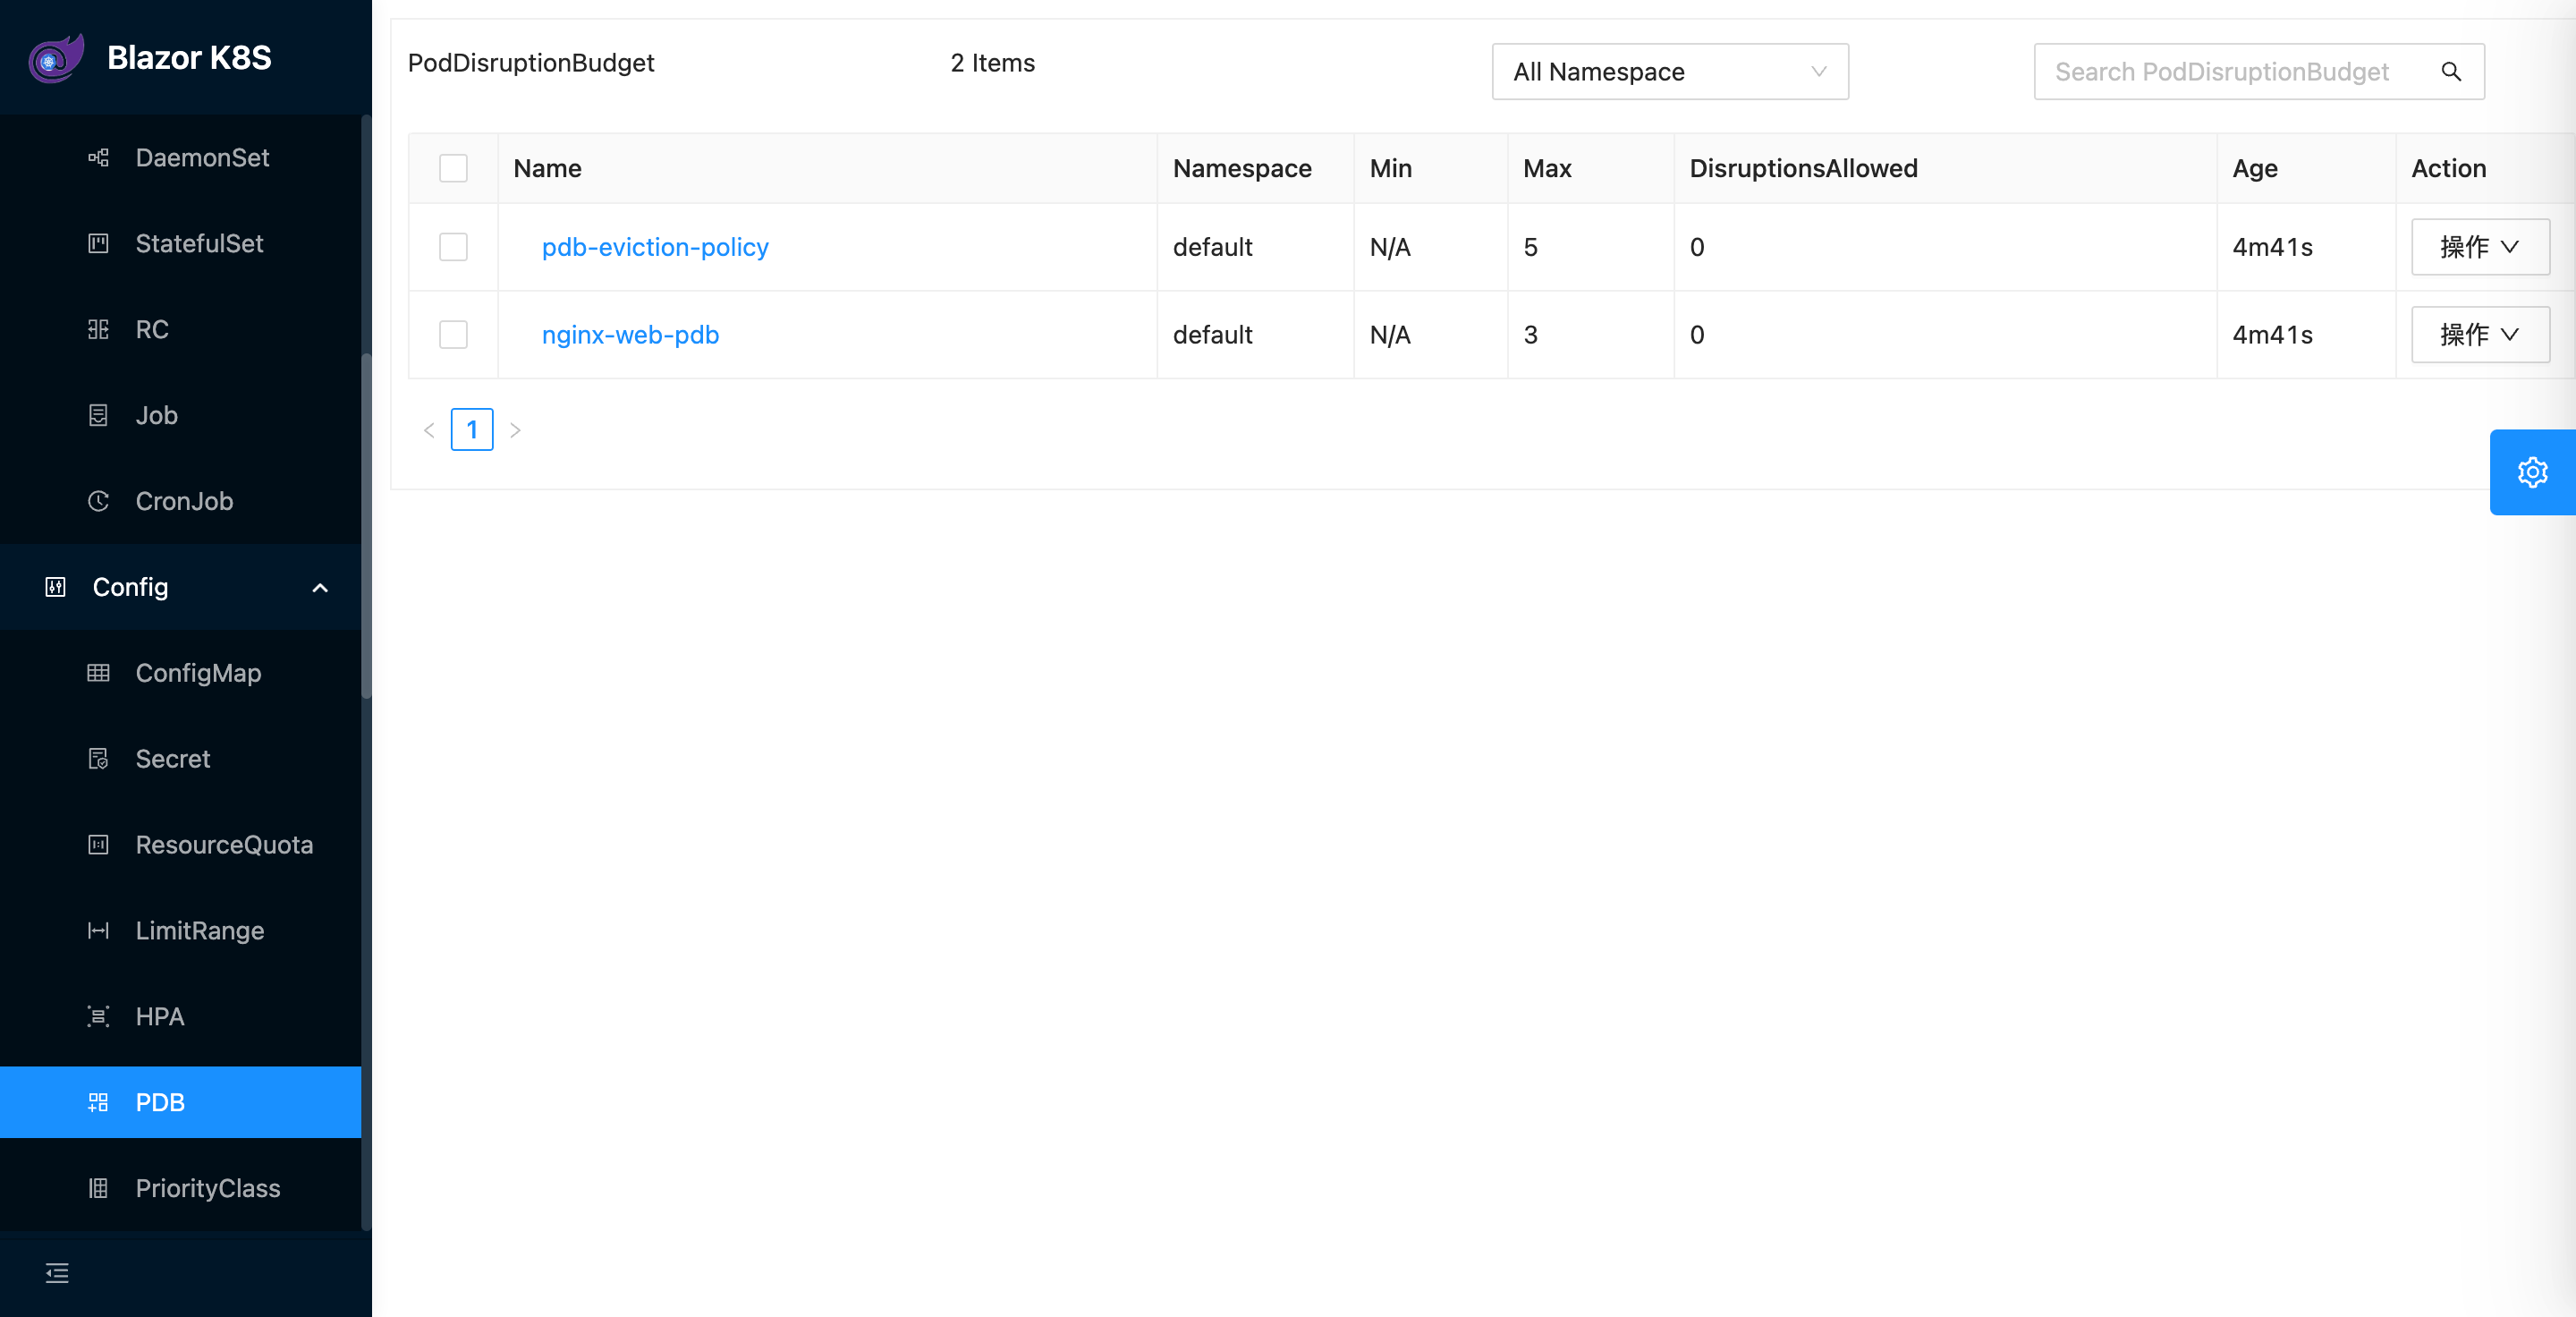 Blazor K8S
DaemonSet
StatefulSet
RC
Job
CronJob
Config
ConfigMap
Secret
ResourceQuota
LimitRange
HPA
PDB
PriorityClass
PodDisruptionBudget 2 Items All Namespace Search PodDisruptionBudget
Name Namespace Min Max DisruptionsAllowed Age Action
pdb-eviction-policy default N/A 5 0 4m41s 操作
nginx-web-pdb default N/A 3 0 4m41s 操作
1